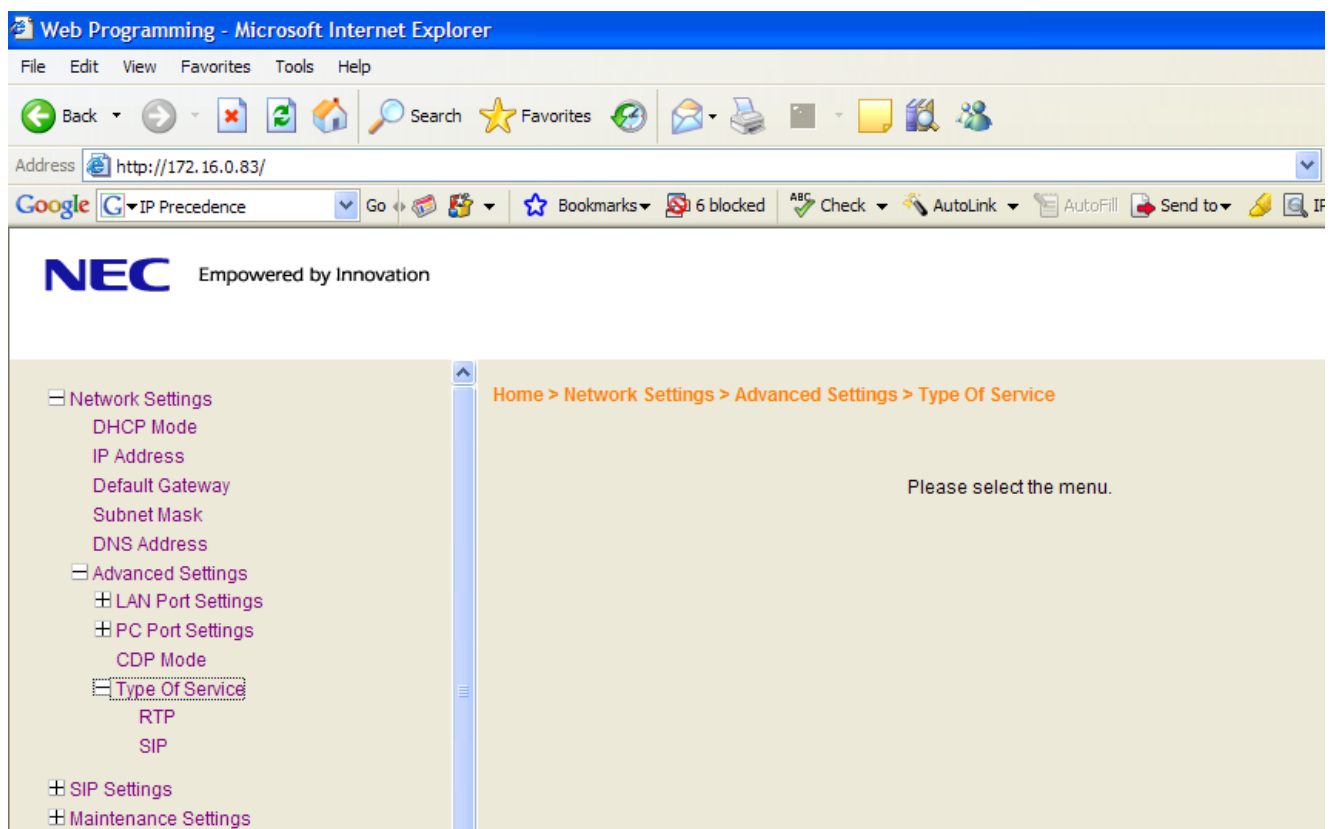 Web Programming - Microsoft Internet Explorer
File Edit View Favorites Tools Help
Back Search Favorites
Address http://172.16.0.83/
Google G IP Precedence Go Bookmarks 6 blocked ABC Check AutoLink AutoFill Send to
NEC Empowered by Innovation
Home > Network Settings > Advanced Settings > Type Of Service
Please select the menu.
Network Settings
DHCP Mode
IP Address
Default Gateway
Subnet Mask
DNS Address
Advanced Settings
LAN Port Settings
PC Port Settings
CDP Mode
Type Of Service
RTP
SIP
SIP Settings
Maintenance Settings